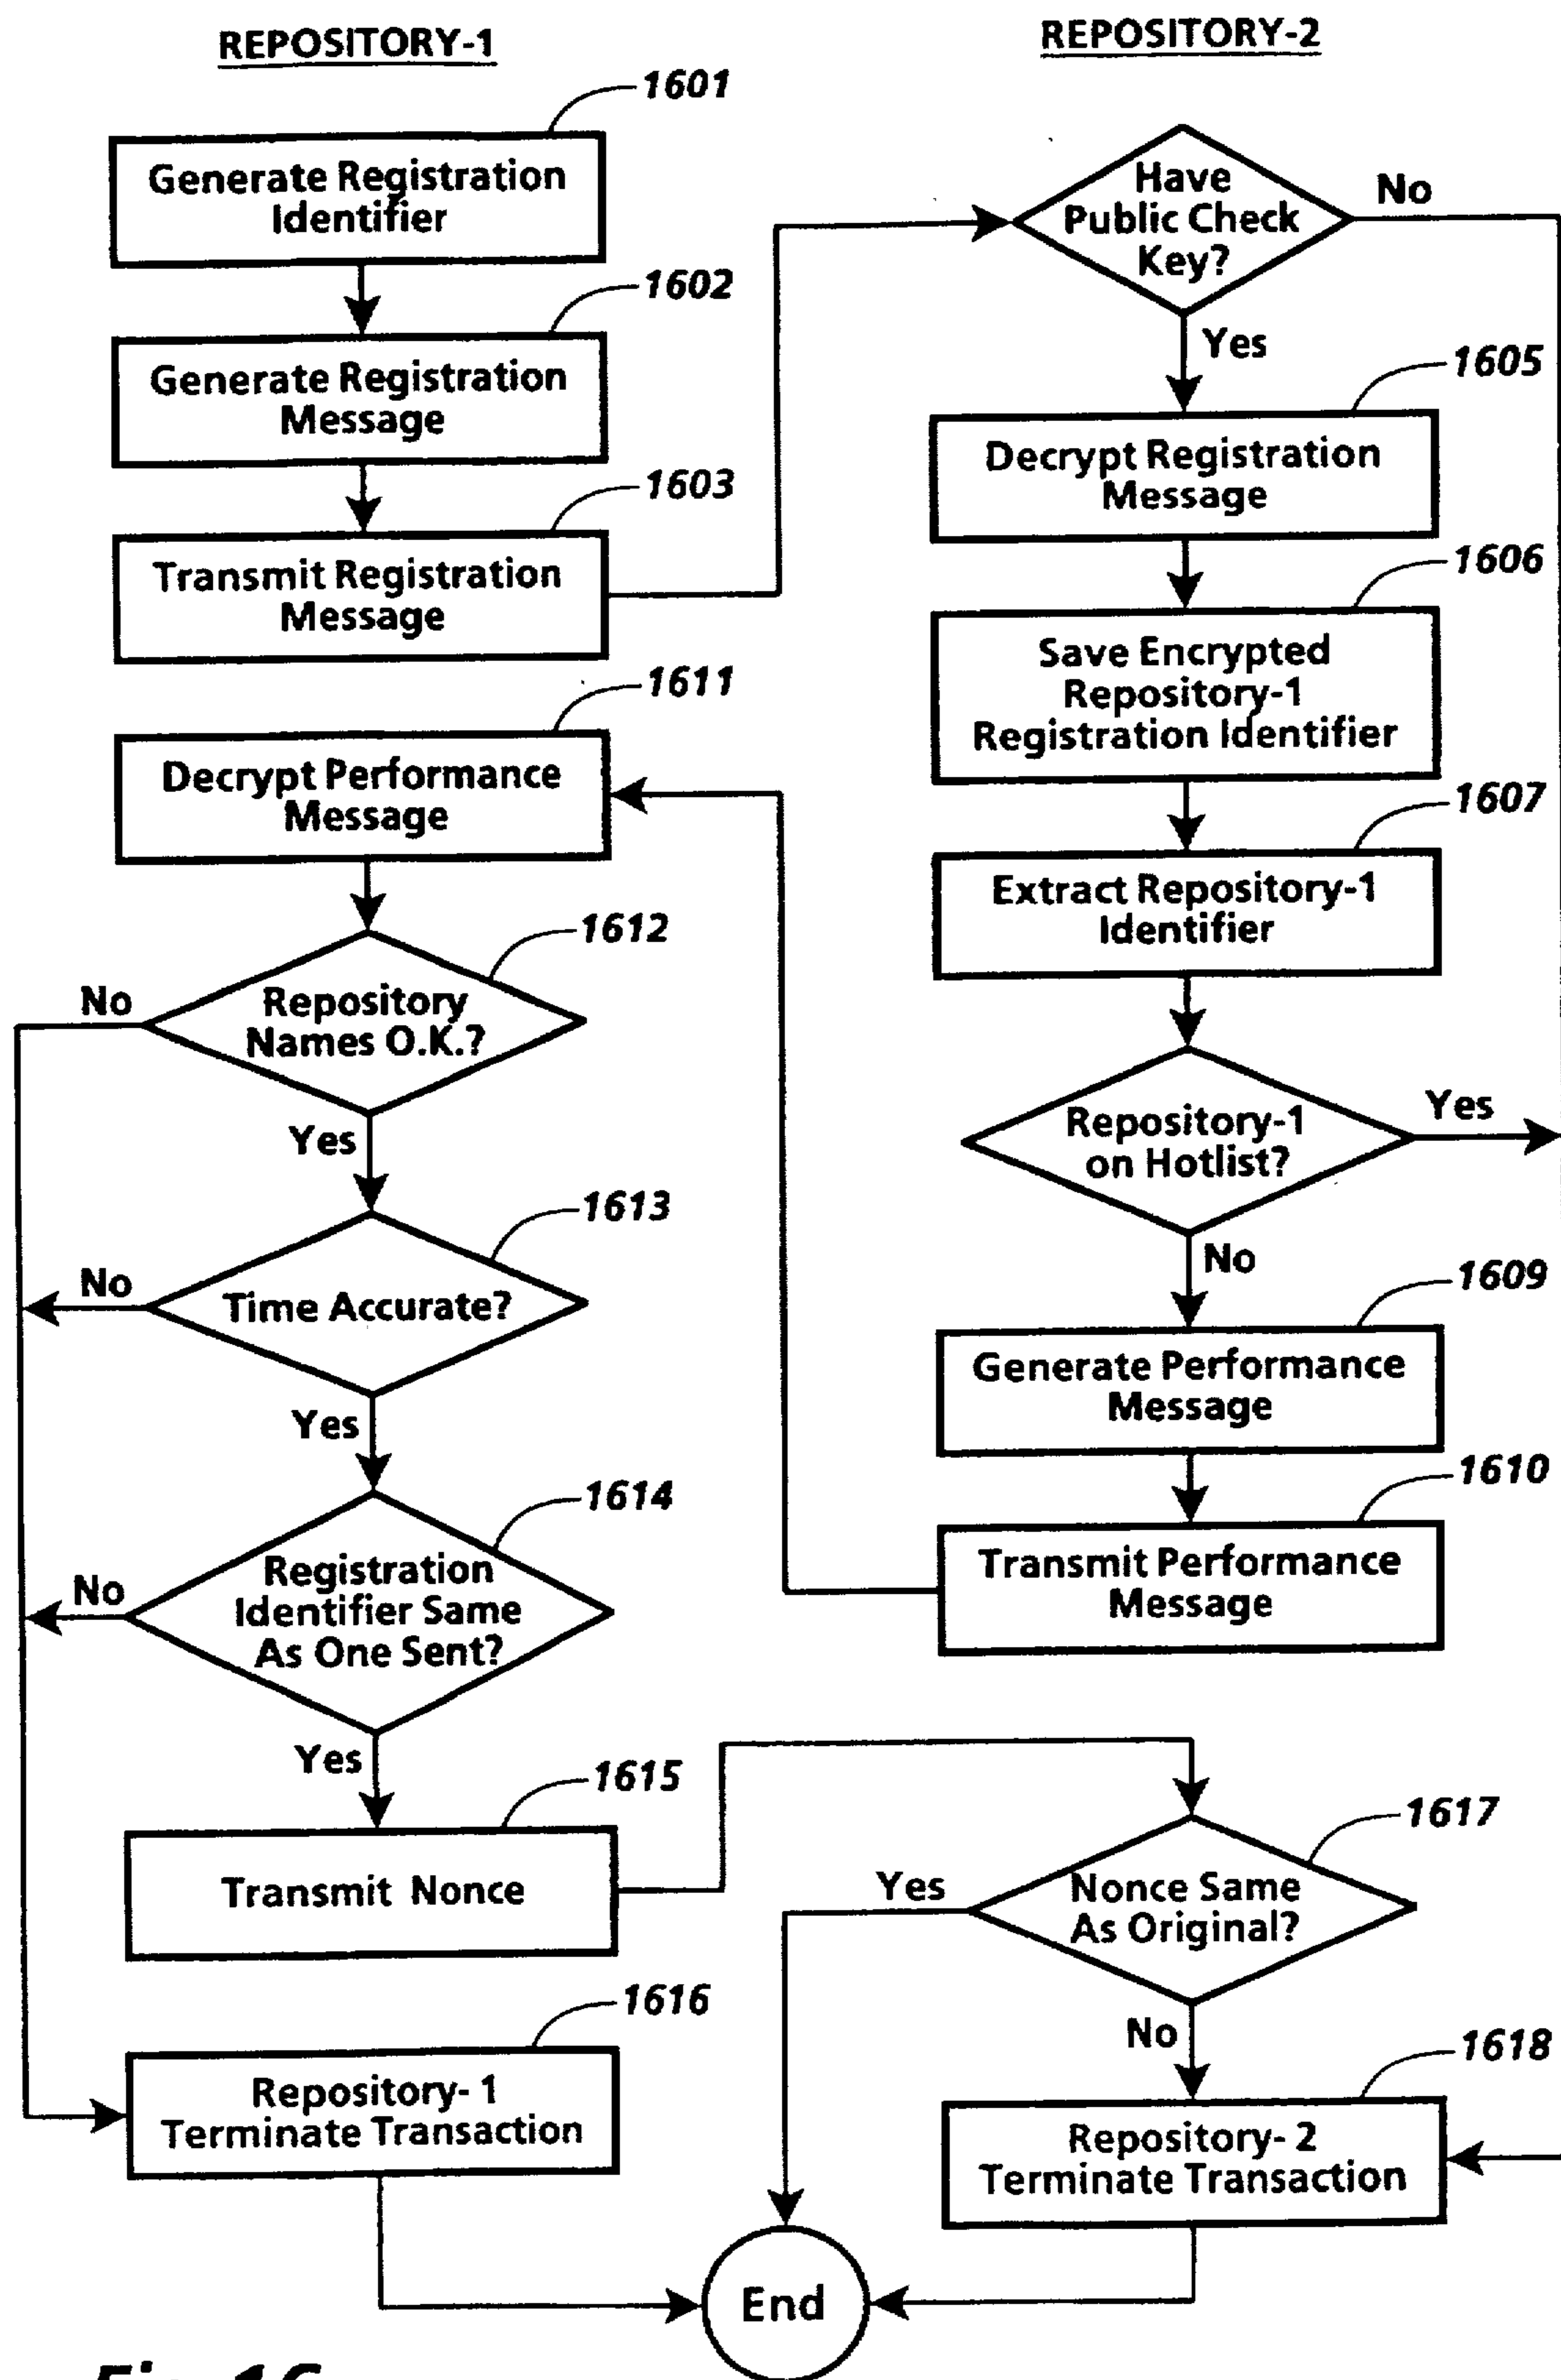 REPOSITORY-1
1601
Generate Registration
Identifier
1602
Generate Registration
Message
1603
Transmit Registration
Message
1611
Decrypt Performance
Message
1612
Repository
Names O.K.?
No
Yes
1613
Time Accurate?
No
Yes
1614
Registration
Identifier Same
As One Sent?
No
Yes
1615
Transmit Nonce
1616
Repository- 1
Terminate Transaction
REPOSITORY-2
Have
Public Check
Key?
No
Yes
1605
Decrypt Registration
Message
1606
Save Encrypted
Repository-1
Registration Identifier
1607
Extract Repository-1
Identifier
Repository-1
on Hotlist?
Yes
No
1609
Generate Performance
Message
1610
Transmit Performance
Message
1617
Nonce Same
As Original?
Yes
No
1618
Repository- 2
Terminate Transaction
End